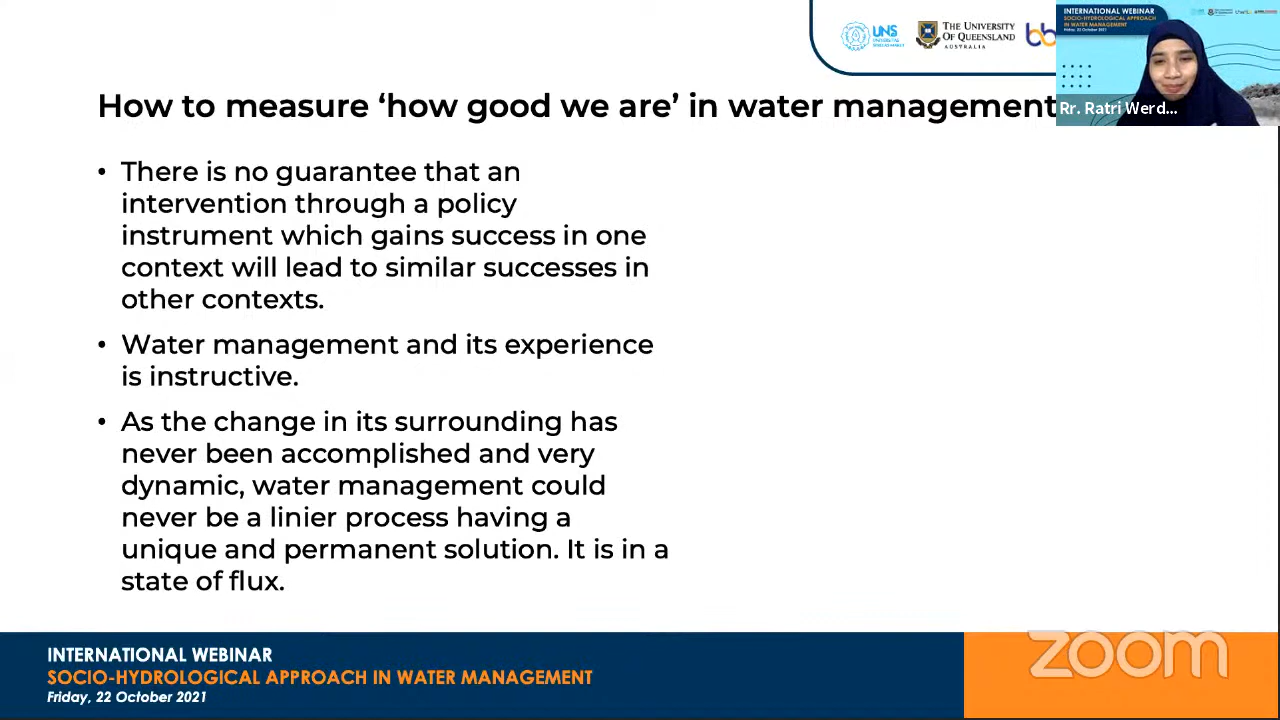 UNS
UNIVERSITAS
SEBELAS MARET
THE UNIVERSITY
OF QUEENSLAND
AUSTRALIA
INTERNATIONAL WEBINAR
SOCIO-HYDROLOGICAL APPROACH
IN WATER MANAGEMENT
Friday, 22 October 2021
Rr. Ratri Werd...
How to measure ‘how good we are’ in water management
• There is no guarantee that an
intervention through a policy
instrument which gains success in one
context will lead to similar successes in
other contexts.
• Water management and its experience
is instructive.
• As the change in its surrounding has
never been accomplished and very
dynamic, water management could
never be a linier process having a
unique and permanent solution. It is in a
state of flux.
INTERNATIONAL WEBINAR
SOCIO-HYDROLOGICAL APPROACH IN WATER MANAGEMENT
Friday, 22 October 2021
zoom